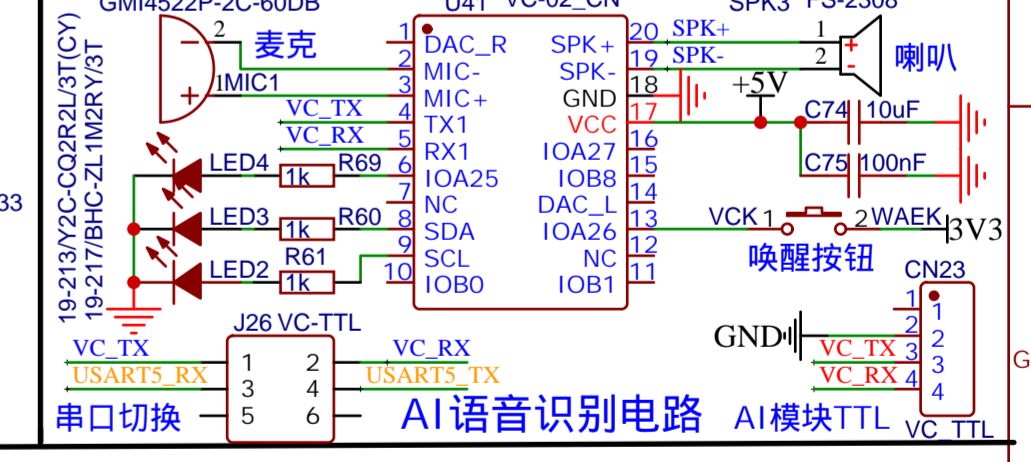 GMI4522P-2C-60DB
U41
VC-02_CN
SPK3
FS-2308
2
麦克
1
MIC1
VC_TX
VC_RX
1
2
3
4
5
6
7
8
9
10
DAC_R
MIC-
MIC+
TX1
RX1
IOA25
NC
SDA
SCL
IOB0
SPK+
SPK-
GND
VCC
IOA27
IOB8
DAC_L
IOA26
NC
IOB1
20
19
18
17
16
15
14
13
12
11
SPK+
SPK-
1
2
喇叭
+5V
C74
10uF
C75
100nF
LED4
1k
R69
LED3
1k
R60
LED2
1k
R61
VCK
1
2
WAEK
3V3
唤醒按钮
33
19-213/Y2C-CQ2R2L/3T(CY)
19-217/BHC-ZL1M2RY/3T
J26 VC-TTL
VC_TX
1
2
VC_RX
USART5_RX
3
4
USART5_TX
5
6
串口切换
AI语音识别电路
CN23
1
1
GND
2
2
VC_TX
3
3
VC_RX
4
4
VC_TTL
AI模块TTL
G